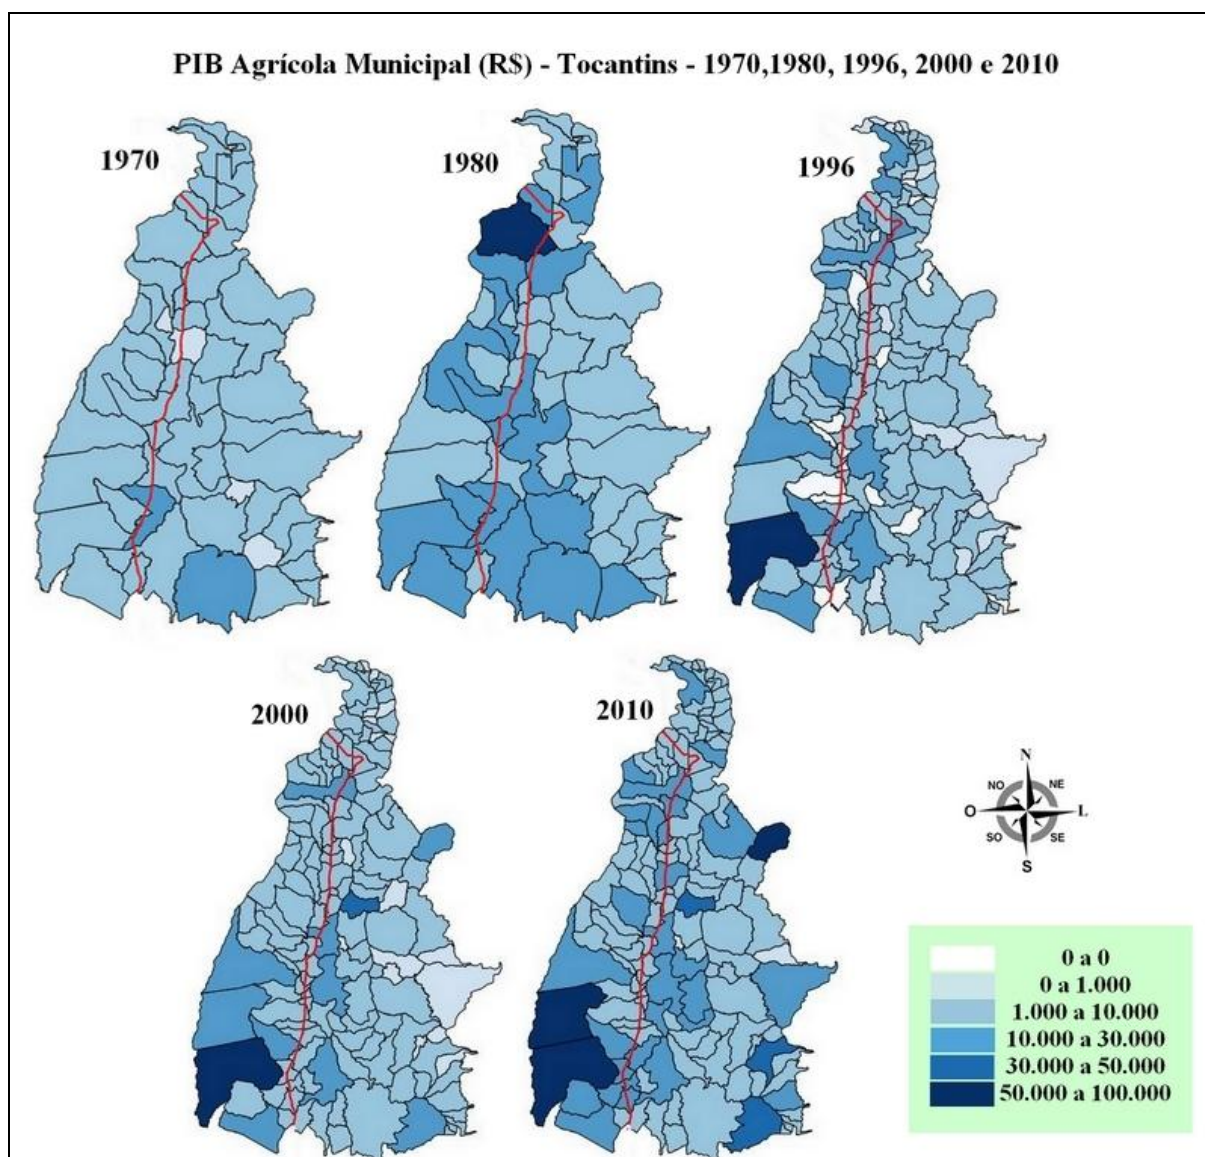 PIB Agrícola Municipal (R$) - Tocantins - 1970,1980, 1996, 2000 e 2010
1970
1980
1996
2000
2010
N
NO
NE
O
L
SO
SE
S
0 a 0
0 a 1.000
1.000 a 10.000
10.000 a 30.000
30.000 a 50.000
50.000 a 100.000